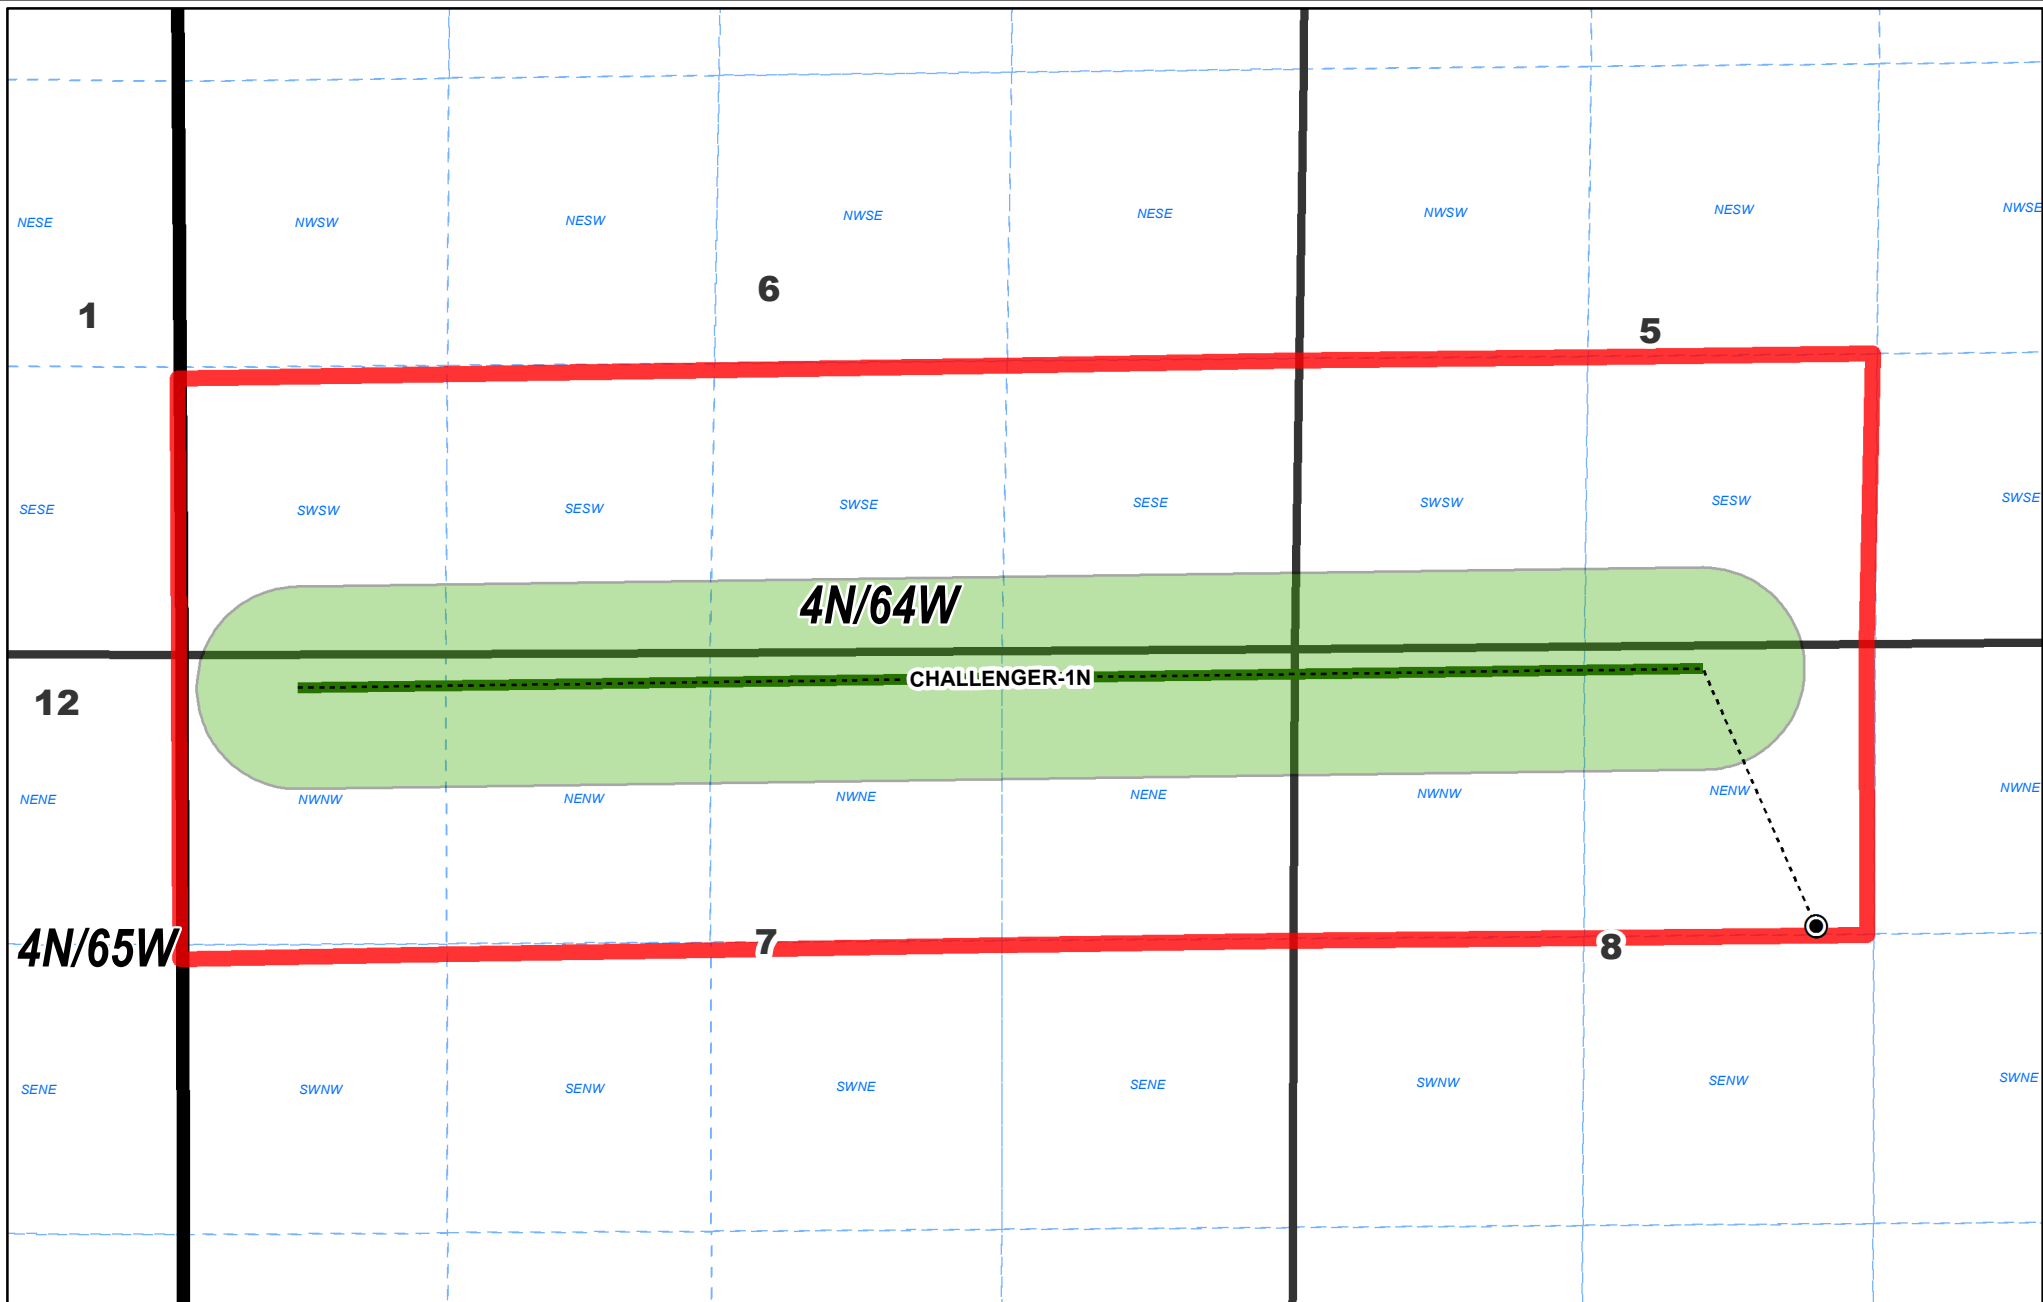 NESE NWSW NESW NWSE NESE NWSW NESW NWSE
6
1
5
SESE SWSW SESW SWSE SESE SWSW SESW SWSE
4N/64W
CHALLENGER-1N
12
NENE NWNW NENW NWNE NENE NWNW NENW NWNE
4N/65W
7
8
SENE SWNW SENW SWNE SENE SWNW SENW SWNE